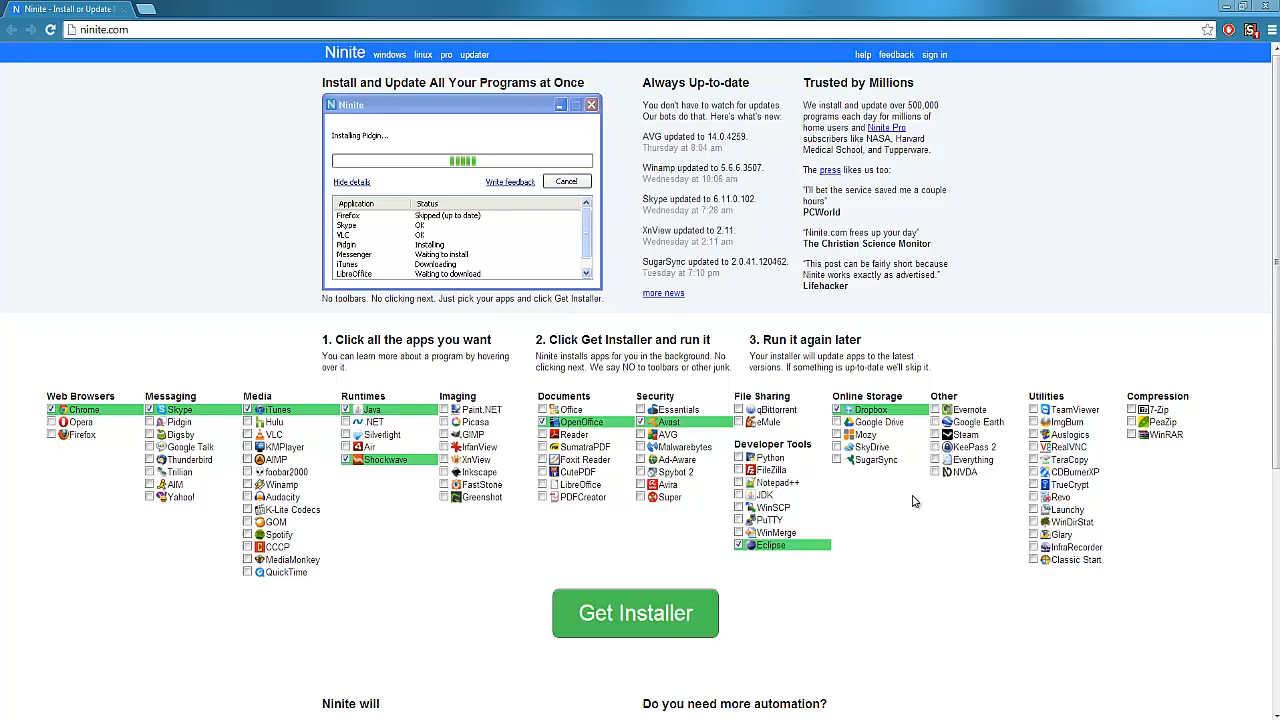 Ninite - Install or Update
ninite.com
Ninite windows linux pro updater
help feedback sign in
Install and Update All Your Programs at Once
Ninite
Installing Pidgin...
Hide details
Write feedback
Cancel
Application Status
Firefox Skipped (up to date)
Skype OK
VLC OK
Pidgin Installing
Messenger Waiting to install
iTunes Downloading
LibreOffice Waiting to download
No toolbars. No clicking next. Just pick your apps and click Get Installer.
Always Up-to-date
You don't have to watch for updates.
Our bots do that. Here's what's new:
AVG updated to 14.0.4259.
Thursday at 8:04 am
Winamp updated to 5.6.6.3507.
Wednesday at 10:06 am
Skype updated to 6.11.0.102.
Wednesday at 7:28 am
XnView updated to 2.11.
Wednesday at 2:11 am
SugarSync updated to 2.0.41.120462.
Tuesday at 7:10 pm
more news
Trusted by Millions
We install and update over 500,000
programs each day for millions of
home users and Ninite Pro
subscribers like NASA, Harvard
Medical School, and Tupperware.
The press likes us too:
"I'll bet the service saved me a couple
hours"
PCWorld
"Ninite.com frees up your day"
The Christian Science Monitor
"This post can be fairly short because
Ninite works exactly as advertised."
Lifehacker
1. Click all the apps you want
You can learn more about a program by hovering
over it.
2. Click Get Installer and run it
Ninite installs apps for you in the background. No
clicking next. We say NO to toolbars or other junk.
3. Run it again later
Your installer will update apps to the latest
versions. If something is up-to-date we'll skip it.
Web Browsers
Chrome
Opera
Firefox
Messaging
Skype
Pidgin
Digsby
Google Talk
Thunderbird
Trillian
AIM
Yahoo!
Media
iTunes
Hulu
VLC
KMPlayer
AIMP
foobar2000
Winamp
Audacity
K-Lite Codecs
GOM
Spotify
CCCP
MediaMonkey
QuickTime
Runtimes
Java
.NET
Silverlight
Air
Shockwave
Imaging
Paint.NET
Picasa
GIMP
IrfanView
XnView
Inkscape
FastStone
Greenshot
Documents
Office
OpenOffice
Reader
SumatraPDF
Foxit Reader
CutePDF
LibreOffice
PDFCreator
Security
Essentials
Avast
AVG
Malwarebytes
Ad-Aware
Spybot 2
Avira
Super
File Sharing
qBittorrent
eMule
Developer Tools
Python
FileZilla
Notepad++
JDK
WinSCP
PuTTY
WinMerge
Eclipse
Online Storage
Dropbox
Google Drive
Mozy
SkyDrive
SugarSync
Other
Evernote
Google Earth
Steam
KeePass 2
Everything
NVDA
Utilities
TeamViewer
ImgBurn
Auslogics
RealVNC
TeraCopy
CDBurnerXP
TrueCrypt
Revo
Launchy
WinDirStat
Glary
InfraRecorder
Classic Start
Compression
7-Zip
PeaZip
WinRAR
Get Installer
Ninite will
Do you need more automation?